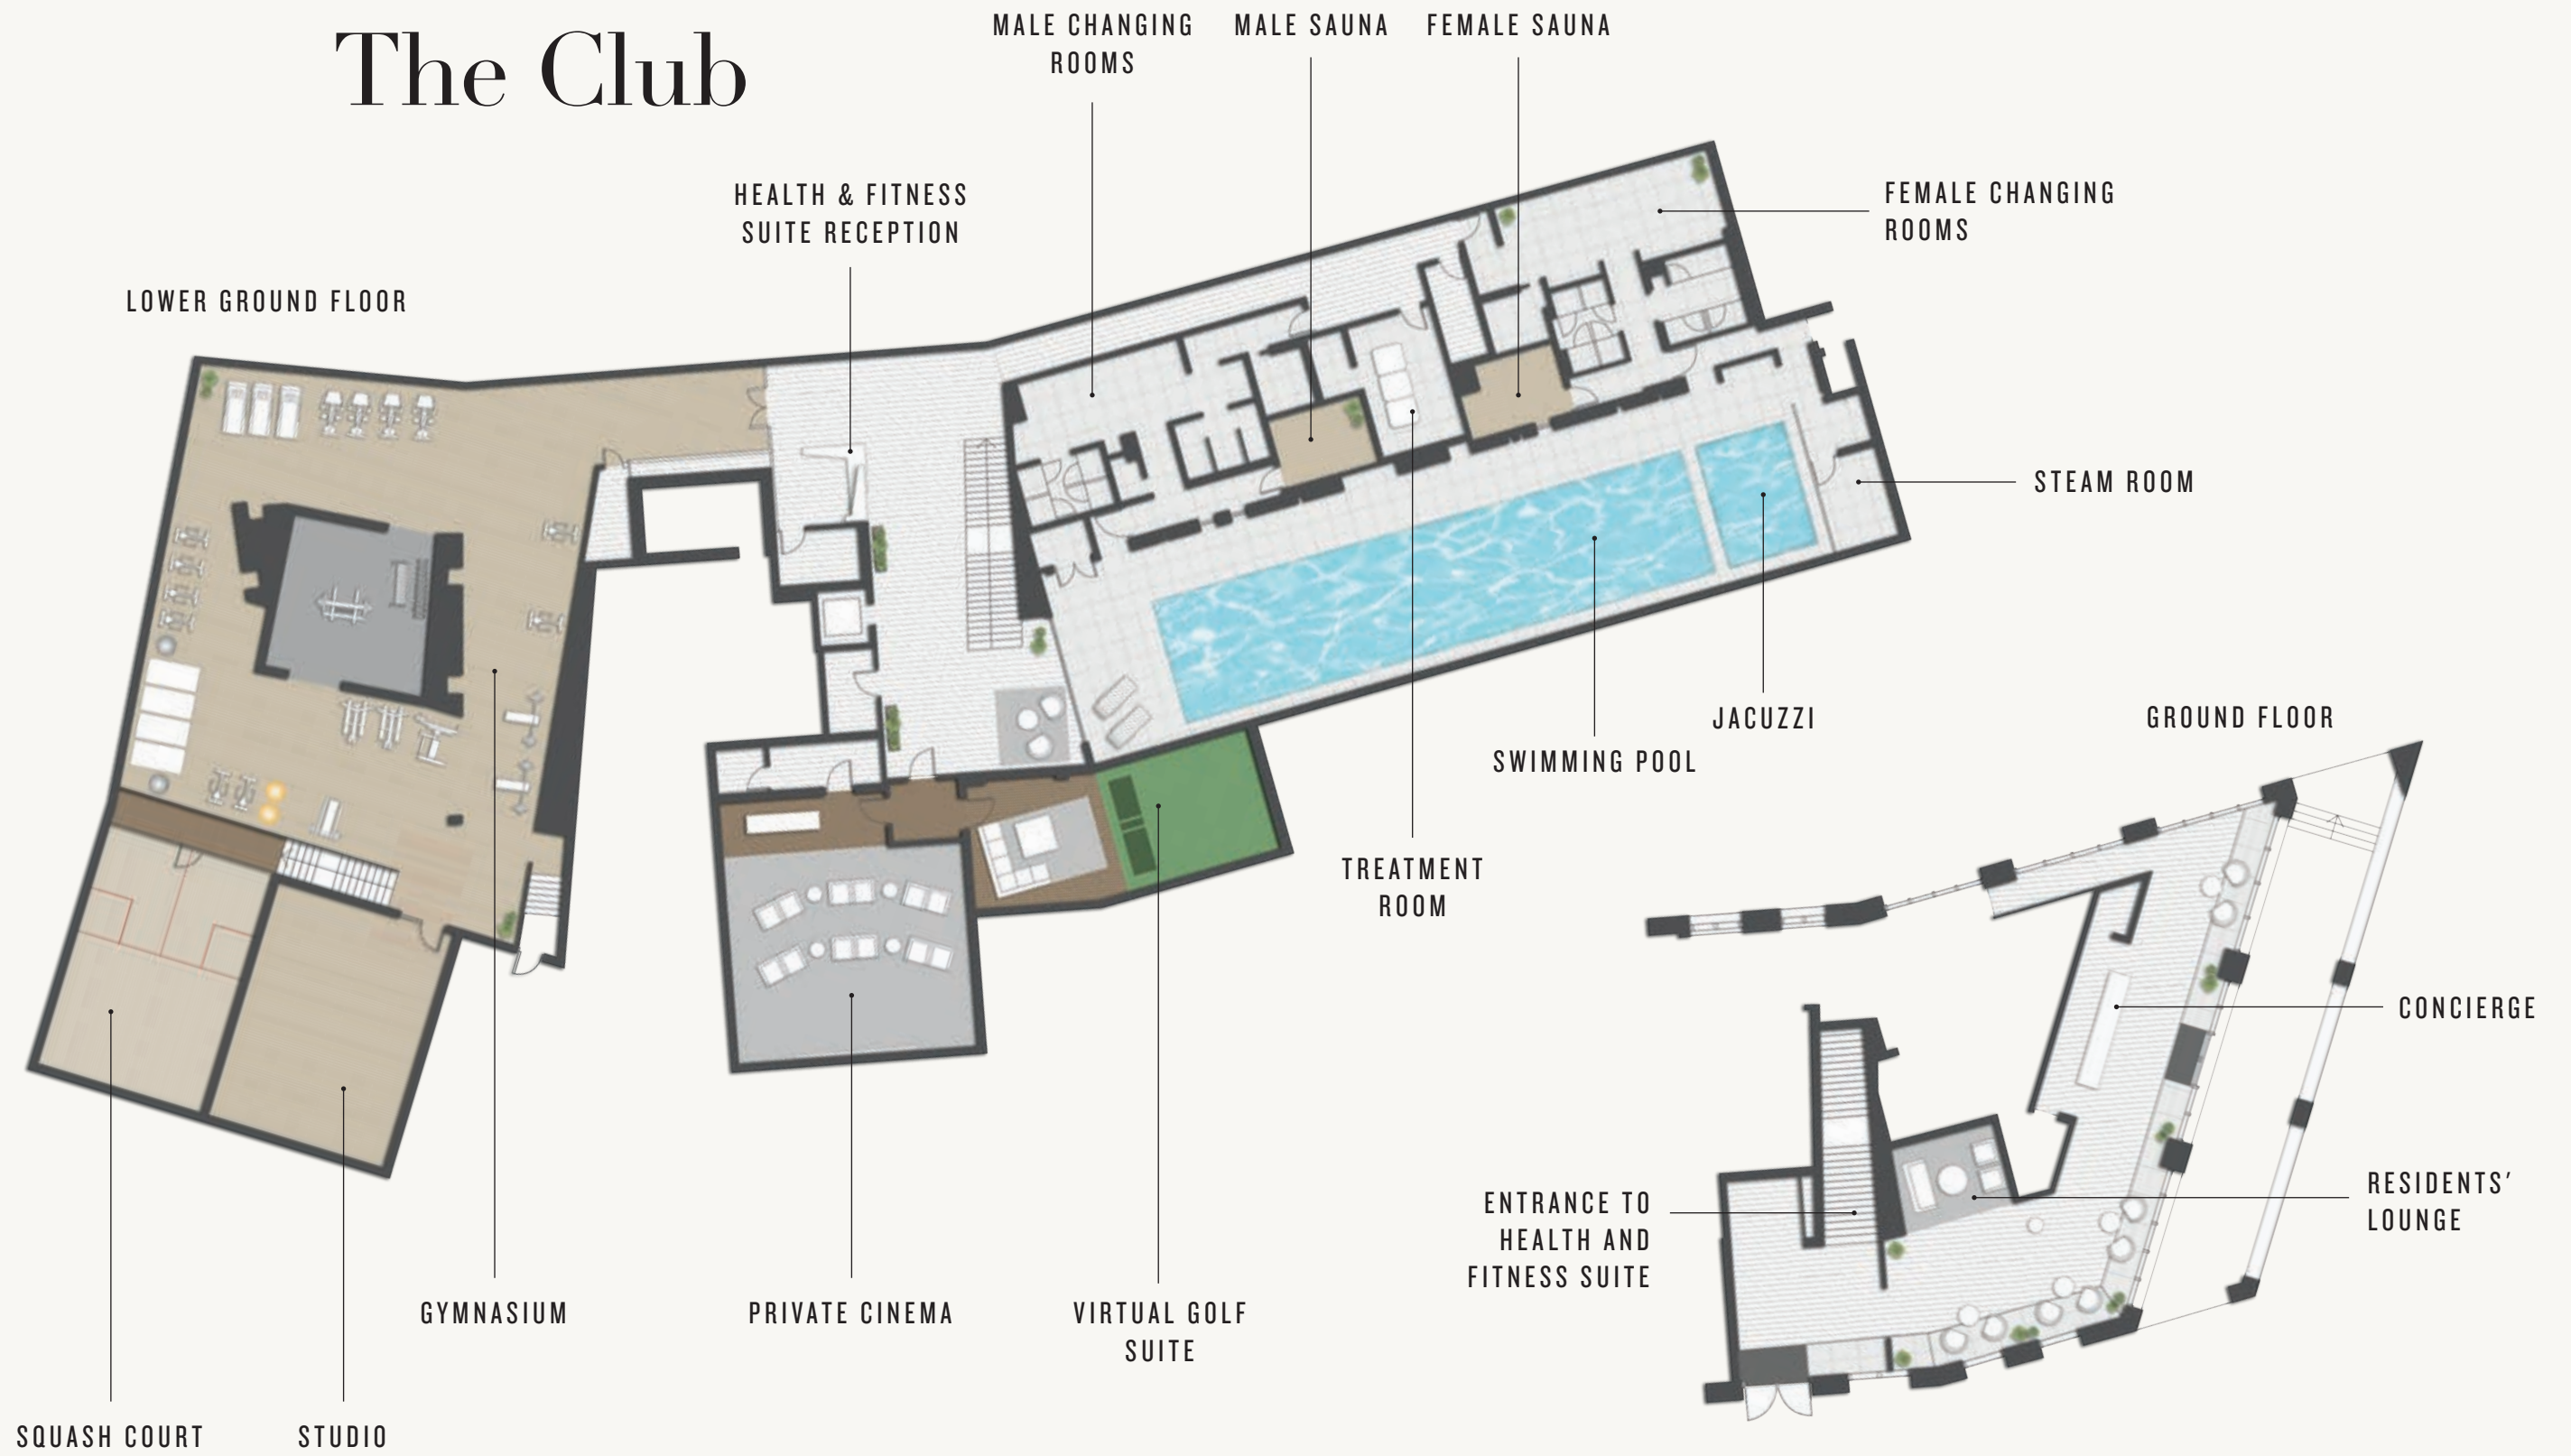 The Club
MALE CHANGING
ROOMS
MALE SAUNA
FEMALE SAUNA
HEALTH & FITNESS
SUITE RECEPTION
FEMALE CHANGING
ROOMS
LOWER GROUND FLOOR
STEAM ROOM
JACUZZI
SWIMMING POOL
GROUND FLOOR
TREATMENT
ROOM
CONCIERGE
RESIDENTS’
LOUNGE
ENTRANCE TO
HEALTH AND
FITNESS SUITE
GYMNASIUM
PRIVATE CINEMA
VIRTUAL GOLF
SUITE
SQUASH COURT
STUDIO